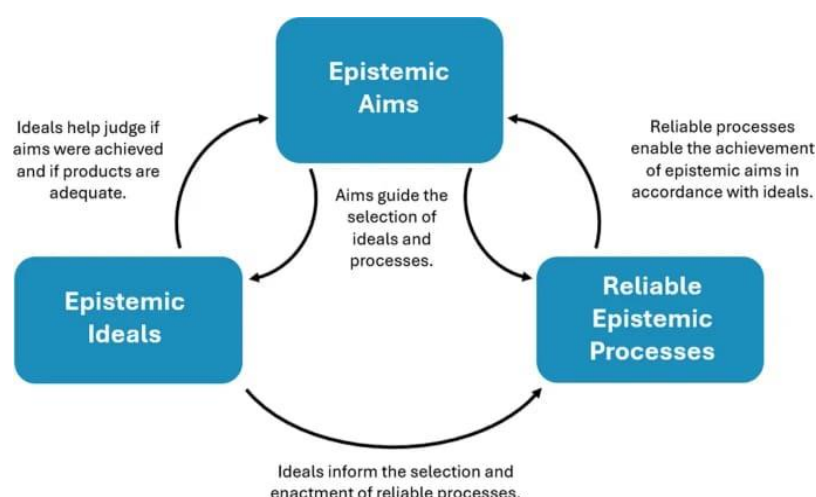 Epistemic
Aims
Ideals help judge if
aims were achieved
and if products are
adequate.
Aims guide the
selection of
ideals and
processes.
Reliable processes
enable the achievement
of epistemic aims in
accordance with ideals.
Epistemic
Ideals
Reliable
Epistemic
Processes
Ideals inform the selection and
enactment of reliable processes.